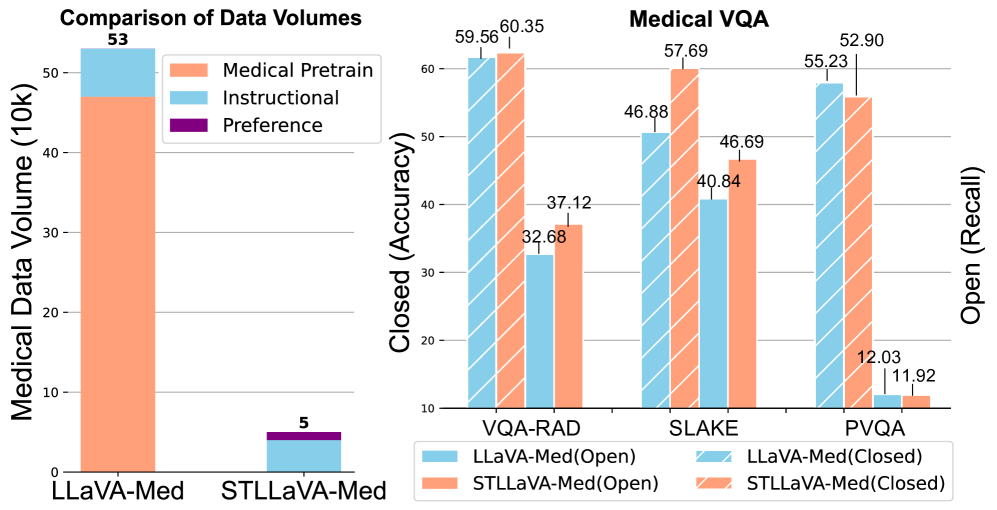 Comparison of Data Volumes
Medical Data Volume (10k)
50
40
30
20
10
0
53
5
Medical Pretrain
Instructional
Preference
LLaVA-Med
STLLaVA-Med
Medical VQA
Closed (Accuracy)
60
50
40
30
20
10
59.56
60.35
32.68
37.12
46.88
57.69
40.84
46.69
55.23
52.90
12.03
11.92
VQA-RAD
SLAKE
PVQA
Open (Recall)
LLaVA-Med(Open)
LLaVA-Med(Closed)
STLLaVA-Med(Open)
STLLaVA-Med(Closed)